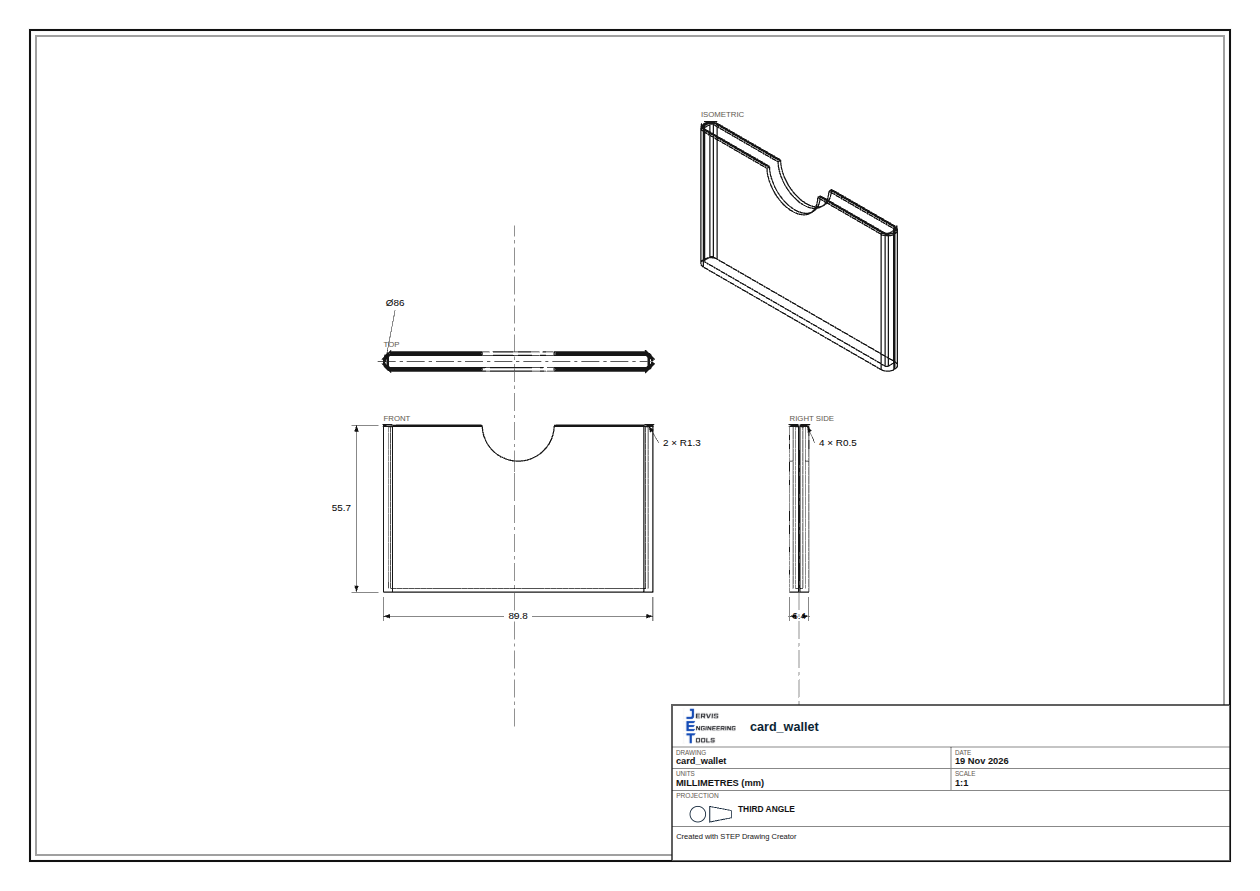 ISOMETRIC
Ø86
TOP
FRONT
RIGHT SIDE
2 × R1.3
4 × R0.5
55.7
89.8
JERVIS
ENGINEERING
TOOLS
card_wallet
DRAWING
card_wallet
DATE
19 Nov 2026
UNITS
MILLIMETRES (mm)
SCALE
1:1
PROJECTION
THIRD ANGLE
Created with STEP Drawing Creator